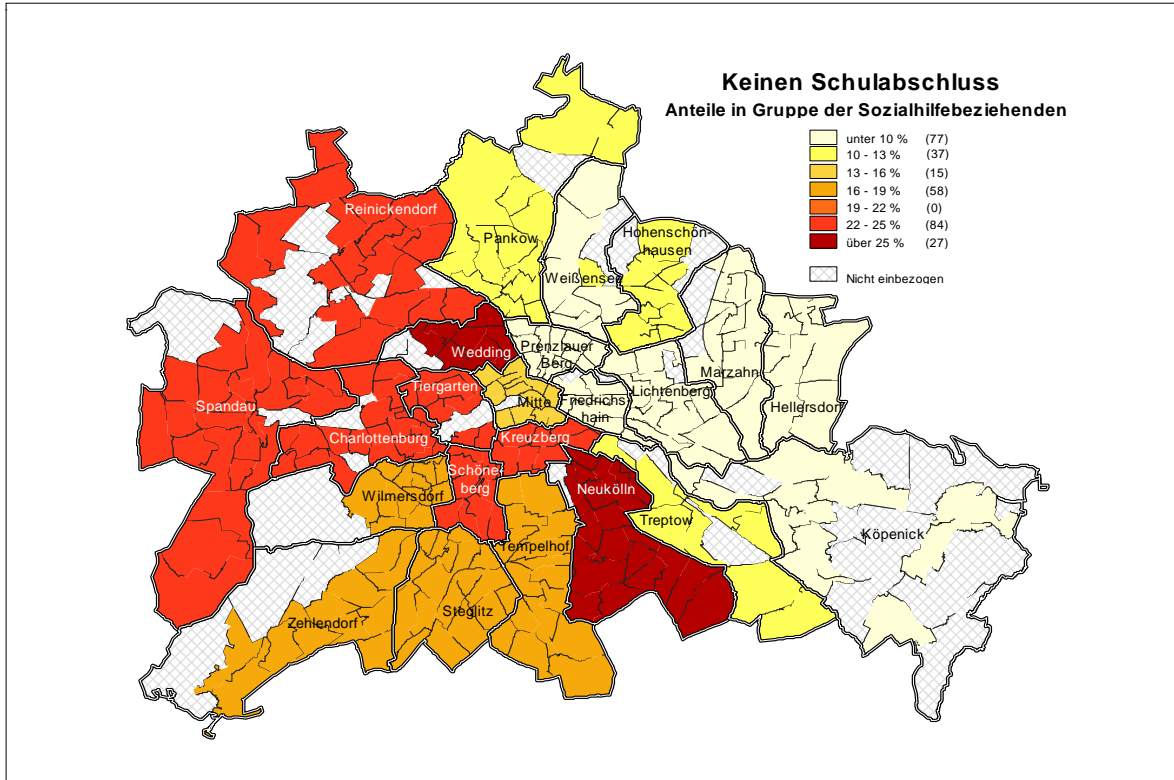 Keinen Schulabschluss
Anteile in Gruppe der Sozialhilfebeziehenden
unter 10 % (77)
10 - 13 % (37)
13 - 16 % (15)
16 - 19 % (58)
19 - 22 % (0)
22 - 25 % (84)
über 25 % (27)
Nicht einbezogen
Reinickendorf
Pankow
Hohenschön-
hausen
Weißensee
Wedding
Prenzlauer
Berg
Marzahn
Tiergarten
Lichtenberg
Spandau
Mitte
Friedrichs
hain
Hellersdorf
Charlottenburg
Kreuzberg
Schöne-
berg
Wilmersdorf
Neukölln
Treptow
Köpenick
Tempelhof
Steglitz
Zehlendorf